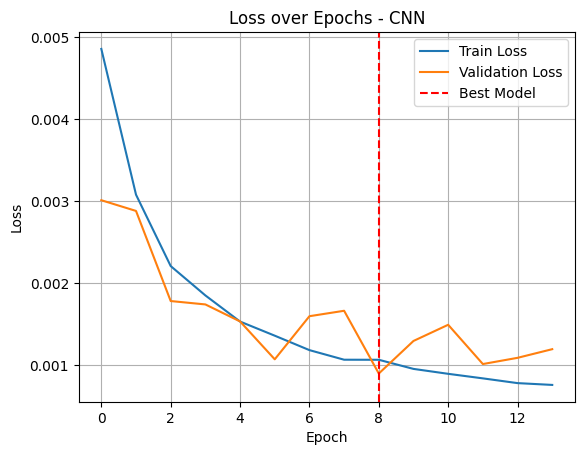 Loss over Epochs - CNN
0.005
0.004
0.003
0.002
0.001
Loss
Train Loss
Validation Loss
Best Model
0 2 4 6 8 10 12
Epoch